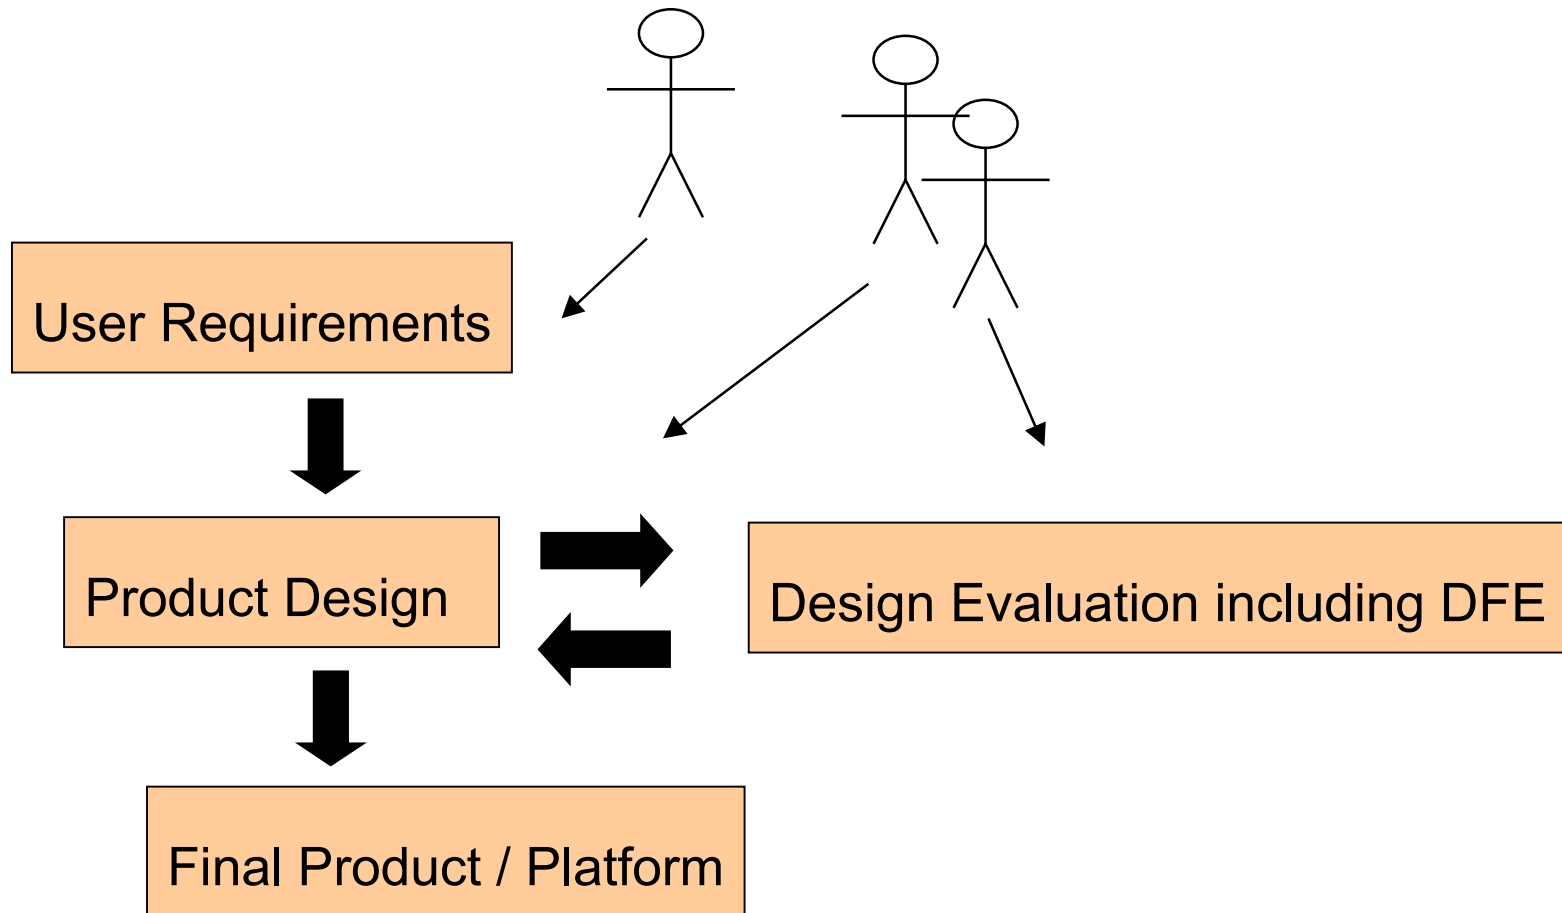 User Requirements
Product Design
Design Evaluation including DFE
Final Product / Platform